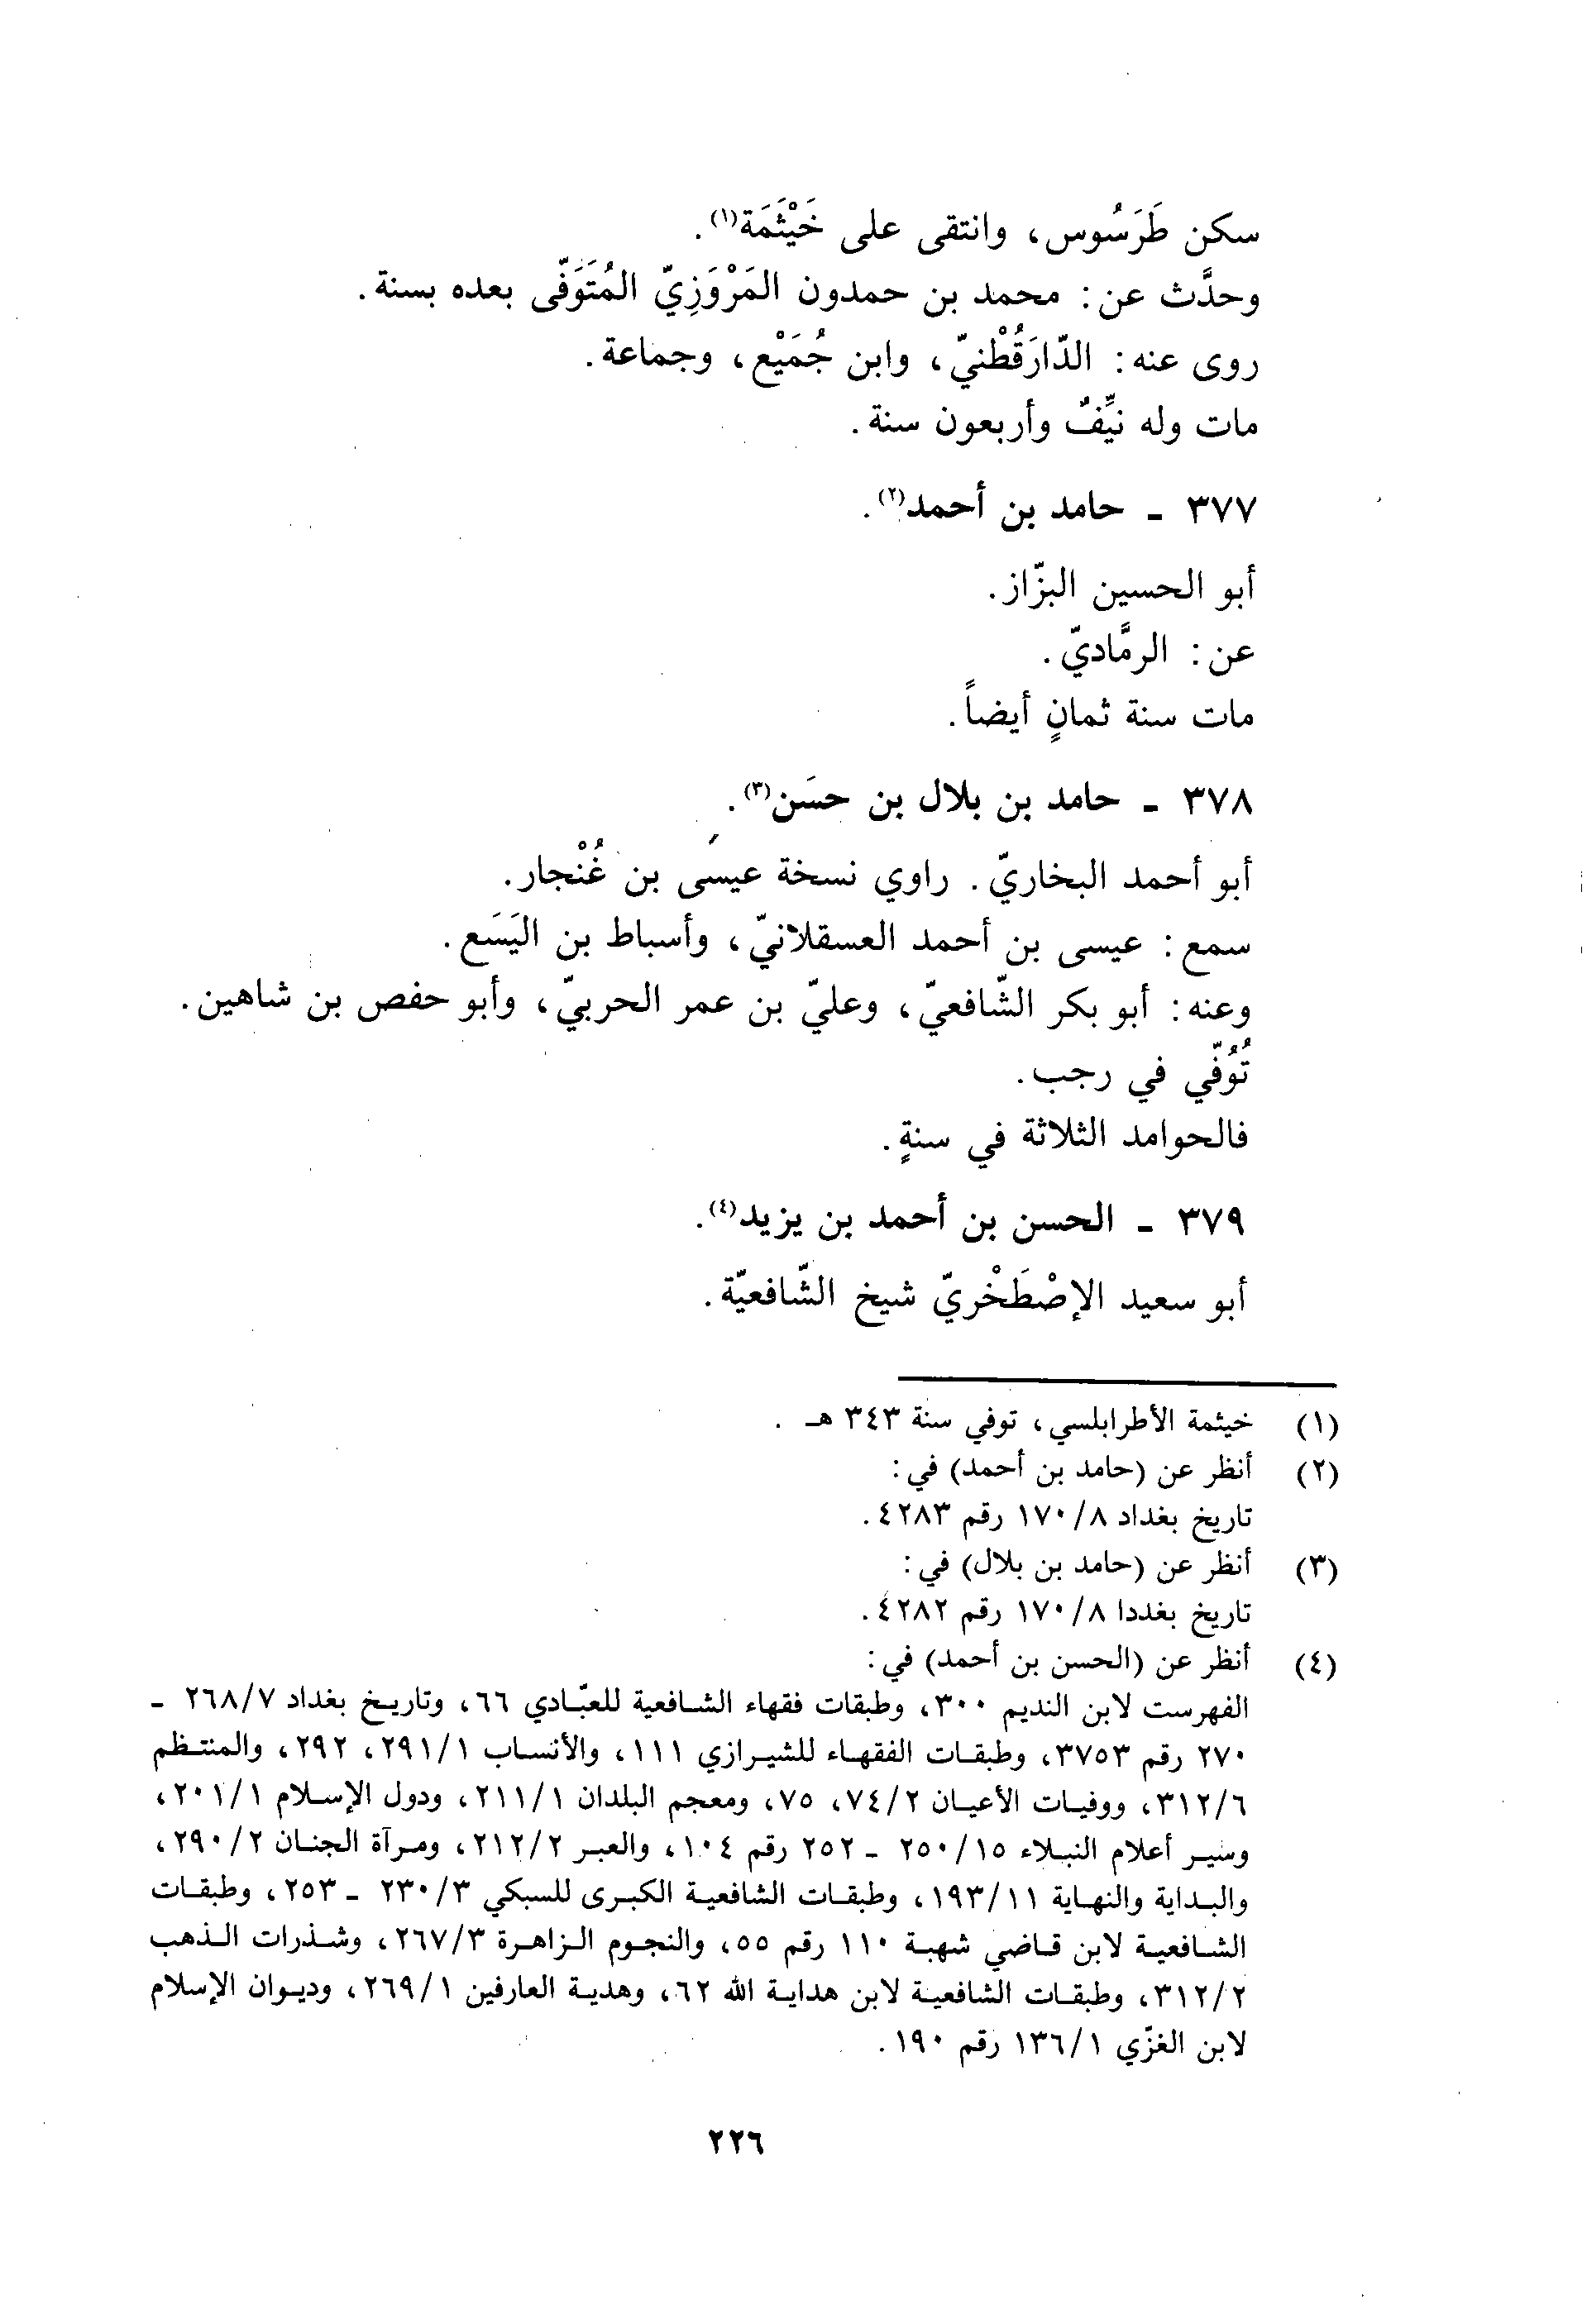 سكن طَرَسُوس، وانتقى على خَيْثَمَة(١).
وحدَّث عن: محمد بن حمدون المَرْوَزِيّ المُتَوَفّى بعده بسنة.
روى عنه: الدّارَقُطْنيّ، وابن جُمَيْع، وجماعة.
مات وله نيِّفٌ وأربعون سنة.
٣٧٧ - حامد بن أحمد(٢).
أبو الحسين البزّاز.
عن: الرمَّاديّ.
مات سنة ثمانٍ أيضاً.
٣٧٨ - حامد بن بلال بن حسَن(٣).
أبو أحمد البخاريّ. راوي نسخة عيسَى بن غُنْجار.
سمع: عيسى بن أحمد العسقلانيّ، وأسباط بن اليَسَع.
وعنه: أبو بكر الشّافعيّ، وعليّ بن عمر الحربيّ، وأبو حفص بن شاهين.
تُوُفّي في رجب.
فالحوامد الثلاثة في سنةٍ.
٣٧٩ - الحسن بن أحمد بن يزيد(٤).
أبو سعيد الإصْطَخْريّ شيخ الشّافعيّة.
(١) خيثمة الأطرابلسي، توفي سنة ٣٤٣ هـ .
(٢) أنظر عن (حامد بن أحمد) في:
تاريخ بغداد ١٧٠/٨ رقم ٤٢٨٣.
(٣) أنظر عن (حامد بن بلال) في:
تاريخ بغددا ١٧٠/٨ رقم ٤٢٨٢.
(٤) أنظر عن (الحسن بن أحمد) في:
الفهرست لابن النديم ٣٠٠، وطبقات فقهاء الشافعية للعبّادي ٦٦، وتاريخ بغداد ٢٦٨/٧ -
٢٧٠ رقم ٣٧٥٣، وطبقات الفقهاء للشيرازي ١١١، والأنساب ٢٩١/١، ٢٩٢، والمنتظم
٣١٢/٦، ووفيات الأعيان ٧٤/٢، ٧٥، ومعجم البلدان ٢١١/١، ودول الإسلام ٢٠١/١،
وسير أعلام النبلاء ٢٥٠/١٥ - ٢٥٢ رقم ١٠٤، والعبر ٢١٢/٢، ومرآة الجنان ٢٩٠/٢،
والبداية والنهاية ١٩٣/١١، وطبقات الشافعية الكبرى للسبكي ٢٣٠/٣ - ٢٥٣، وطبقات
الشافعية لابن قاضي شهبة ١١٠ رقم ٥٥، والنجوم الزاهرة ٢٦٧/٣، وشذرات الذهب
٣١٢/٢، وطبقات الشافعية لابن هداية الله ٦٢، وهدية العارفين ٢٦٩/١، وديوان الإسلام
لابن الغزّي ١٣٦/١ رقم ١٩٠.
٢٢٦